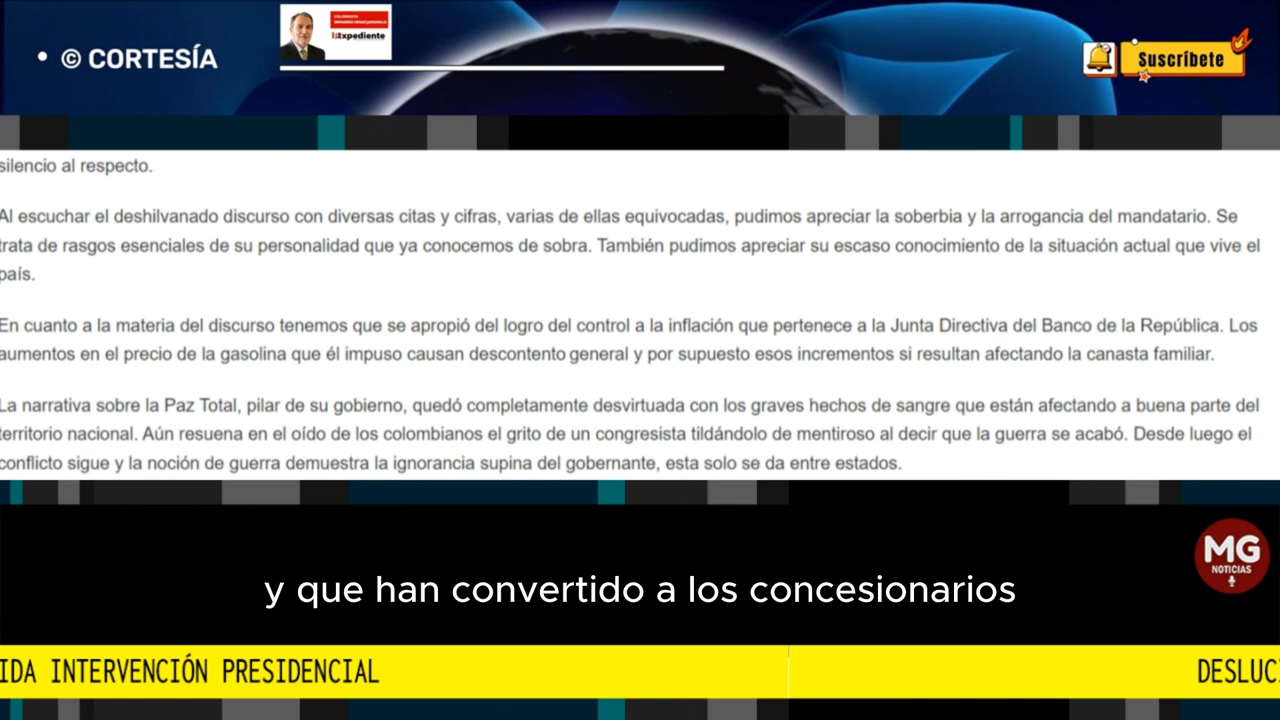 • © CORTESÍA
Expediente
Suscríbete
silencio al respecto.
Al escuchar el deshilvanado discurso con diversas citas y cifras, varias de ellas equivocadas, pudimos apreciar la soberbia y la arrogancia del mandatario. Se
trata de rasgos esenciales de su personalidad que ya conocemos de sobra. También pudimos apreciar su escaso conocimiento de la situación actual que vive el
país.
En cuanto a la materia del discurso tenemos que se apropió del logro del control a la inflación que pertenece a la Junta Directiva del Banco de la República. Los
aumentos en el precio de la gasolina que él impuso causan descontento general y por supuesto esos incrementos si resultan afectando la canasta familiar.
La narrativa sobre la Paz Total, pilar de su gobierno, quedó completamente desvirtuada con los graves hechos de sangre que están afectando a buena parte del
territorio nacional. Aún resuena en el oído de los colombianos el grito de un congresista tildándolo de mentiroso al decir que la guerra se acabó. Desde luego el
conflicto sigue y la noción de guerra demuestra la ignorancia supina del gobernante, esta solo se da entre estados.
MG
NOTICIAS
y que han convertido a los concesionarios
IDA INTERVENCIÓN PRESIDENCIAL
DESLUC